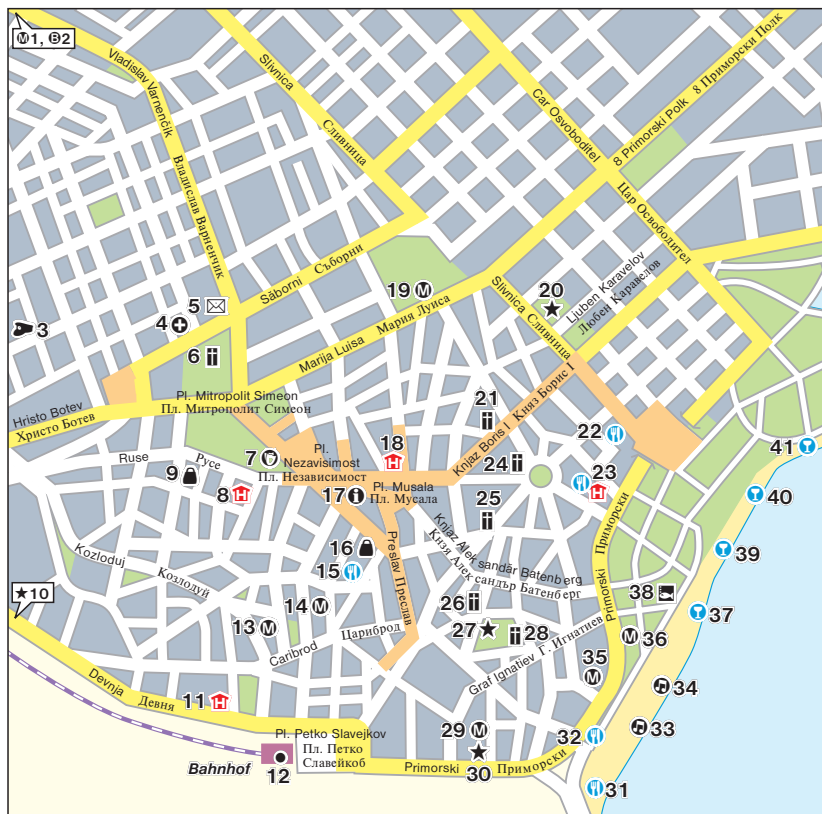 M1, B2
Vladislav Varnenčik
Владислав Варненчик
Slivnica
Сливница
Car Osvoboditel
Цар Освободител
8 Primorski Polk 8 Приморски Полк
3
4
5
6
Săborni Съборни
19 M
Marija Luisa Мария Луиса
Slivnica Сливница
20
Ljuben Karavelov
Любен Каравелов
Hristo Botev
Христо Ботев
Pl. Mitropolit Simeon
Пл. Митрополит Симеон
21
Knjaz Boris I Княз Борис I
22
41
Ruse
Русе
7
Pl.
Nezavisimost
Пл. Независимост
18
H
24
23
H
9
8 H
17 i
Pl. Musala
Пл. Мусала
25
40
Kozloduj
Козлодуй
16
15
Preslav Преслав
Knjaz Aleksandăr Batenberg
Княз Александър Батенберг
Primorski Приморски
39
38
37
10
14 M
13 M
Caribrod Цариброд
26
27
28
Graf Ignatiev Г. Игнатиев
M 36
35
M
34
33
Devnja Девня
11 H
Pl. Petko Slavejkov
Пл. Петко
Славейкоб
Bahnhof
12
29 M
30
32
Primorski Приморски
31